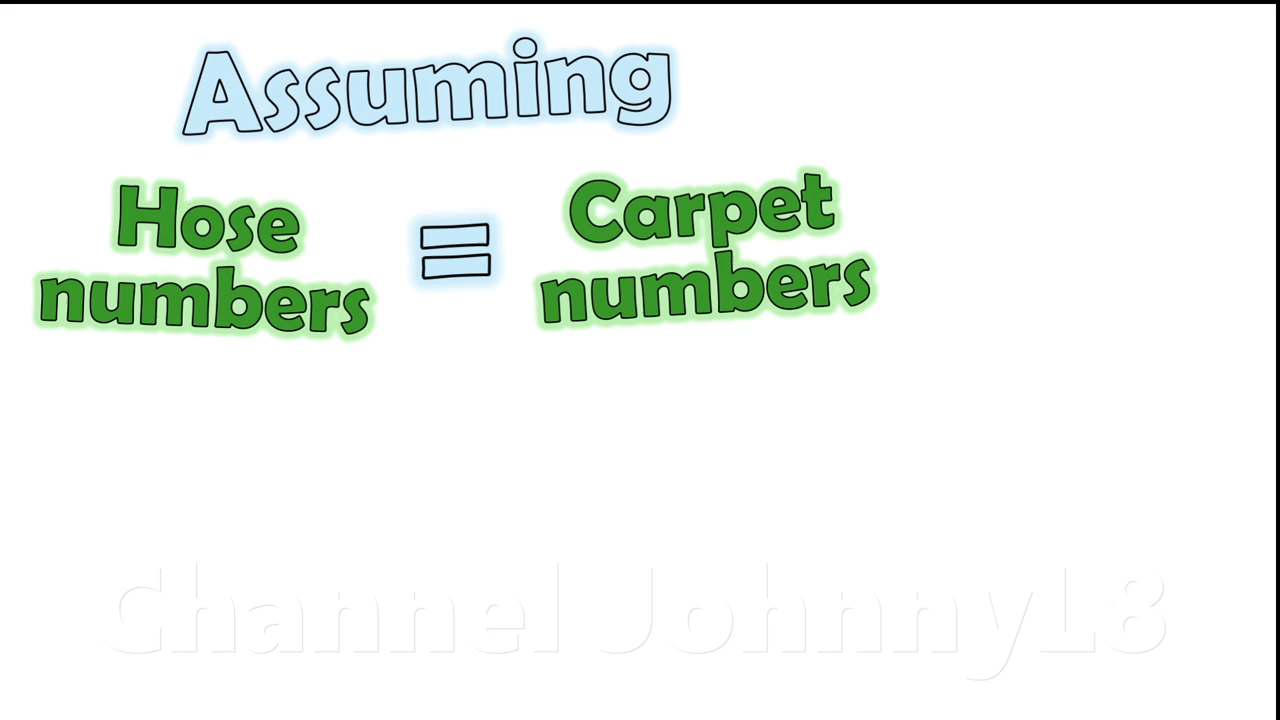 Assuming
Hose = Carpet
numbers numbers
Channel JohnnyL8